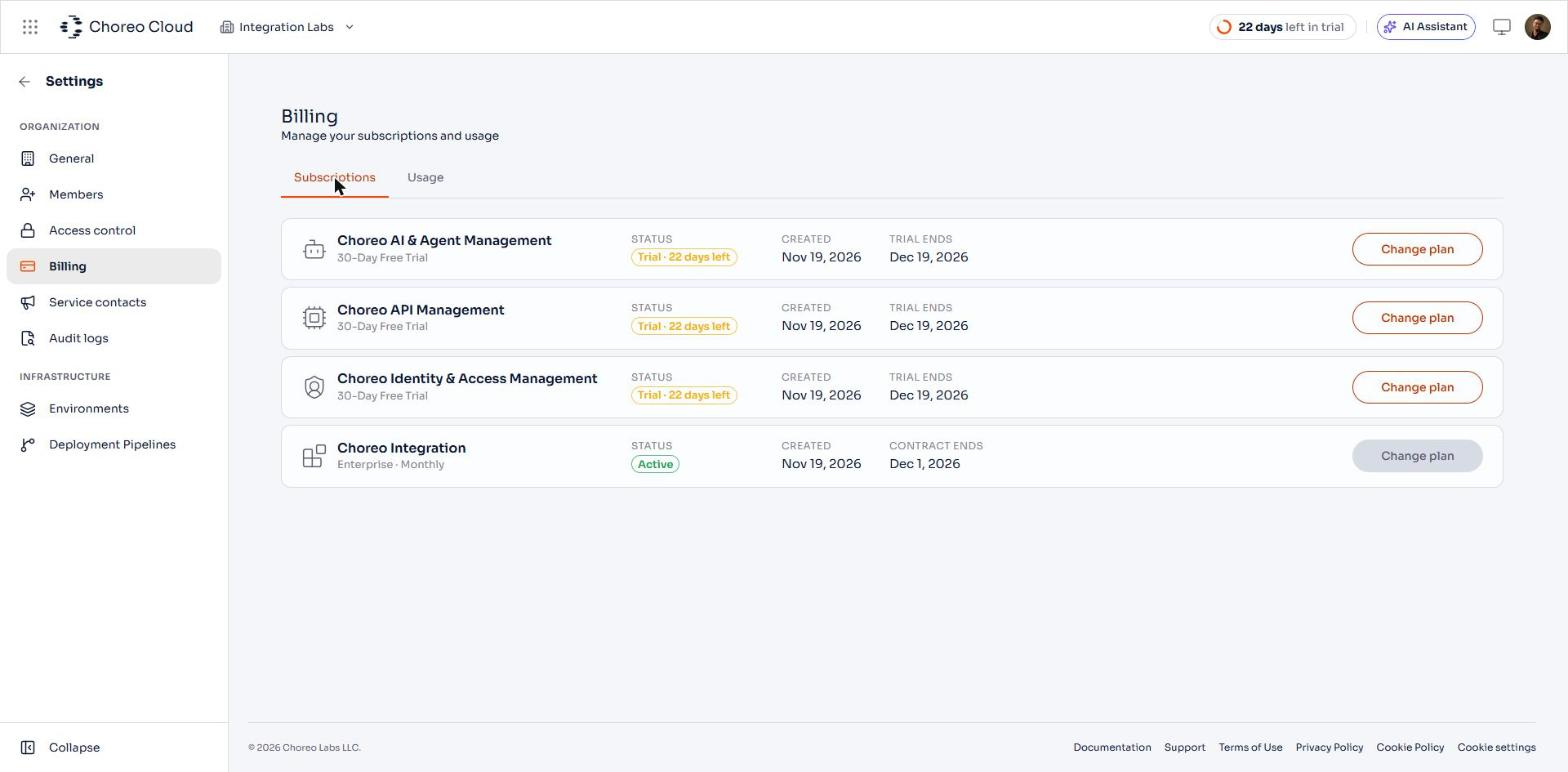 Choreo Cloud
Integration Labs
22 days left in trial
AI Assistant
Settings
ORGANIZATION
General
Members
Access control
Billing
Service contacts
Audit logs
INFRASTRUCTURE
Environments
Deployment Pipelines
Collapse
Billing
Manage your subscriptions and usage
Subscriptions
Usage
Choreo AI & Agent Management
30-Day Free Trial
STATUS
Trial · 22 days left
CREATED
Nov 19, 2026
TRIAL ENDS
Dec 19, 2026
Change plan
Choreo API Management
30-Day Free Trial
STATUS
Trial · 22 days left
CREATED
Nov 19, 2026
TRIAL ENDS
Dec 19, 2026
Change plan
Choreo Identity & Access Management
30-Day Free Trial
STATUS
Trial · 22 days left
CREATED
Nov 19, 2026
TRIAL ENDS
Dec 19, 2026
Change plan
Choreo Integration
Enterprise · Monthly
STATUS
Active
CREATED
Nov 19, 2026
CONTRACT ENDS
Dec 1, 2026
Change plan
© 2026 Choreo Labs LLC.
Documentation
Support
Terms of Use
Privacy Policy
Cookie Policy
Cookie settings